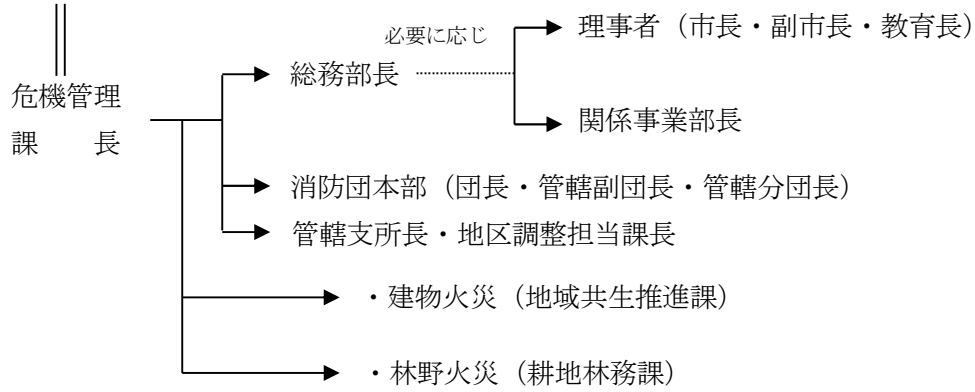 必要に応じ
理事者（市長・副市長・教育長）
総務部長
危機管理
課　　長
関係事業部長
消防団本部（団長・管轄副団長・管轄分団長）
管轄支所長・地区調整担当課長
・建物火災（地域共生推進課）
・林野火災（耕地林務課）